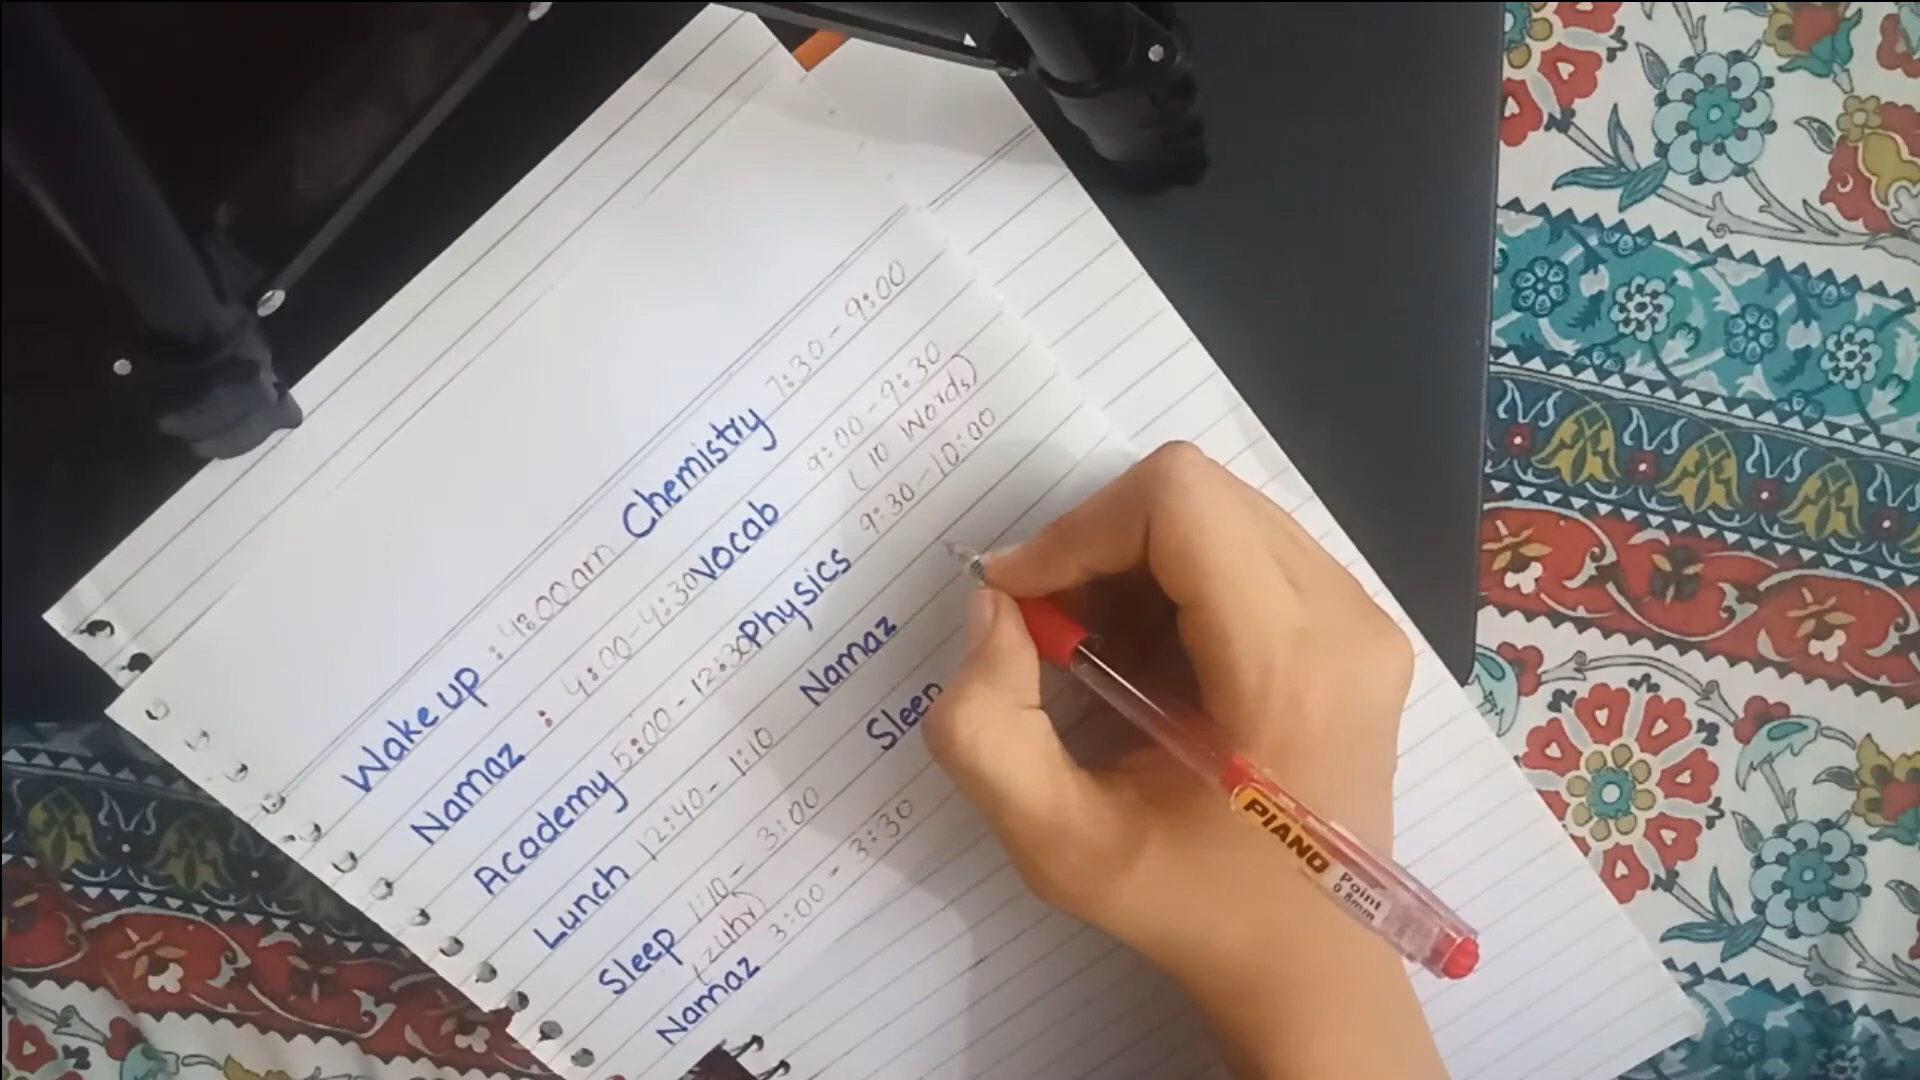 Wake up : 4:00am
Namaz : 4:00-4:30
Academy 5:00 - 12:30
Lunch 12:40 - 1:10
Sleep 1:10 - 3:00
(zuhr)
Namaz 3:00 - 3:30
Chemistry 7:30 - 9:00
Vocab 9:00 - 9:30
(10 Words)
Physics 9:30 - 10:00
Namaz
Sleep
PIANO
Point
0.8mm